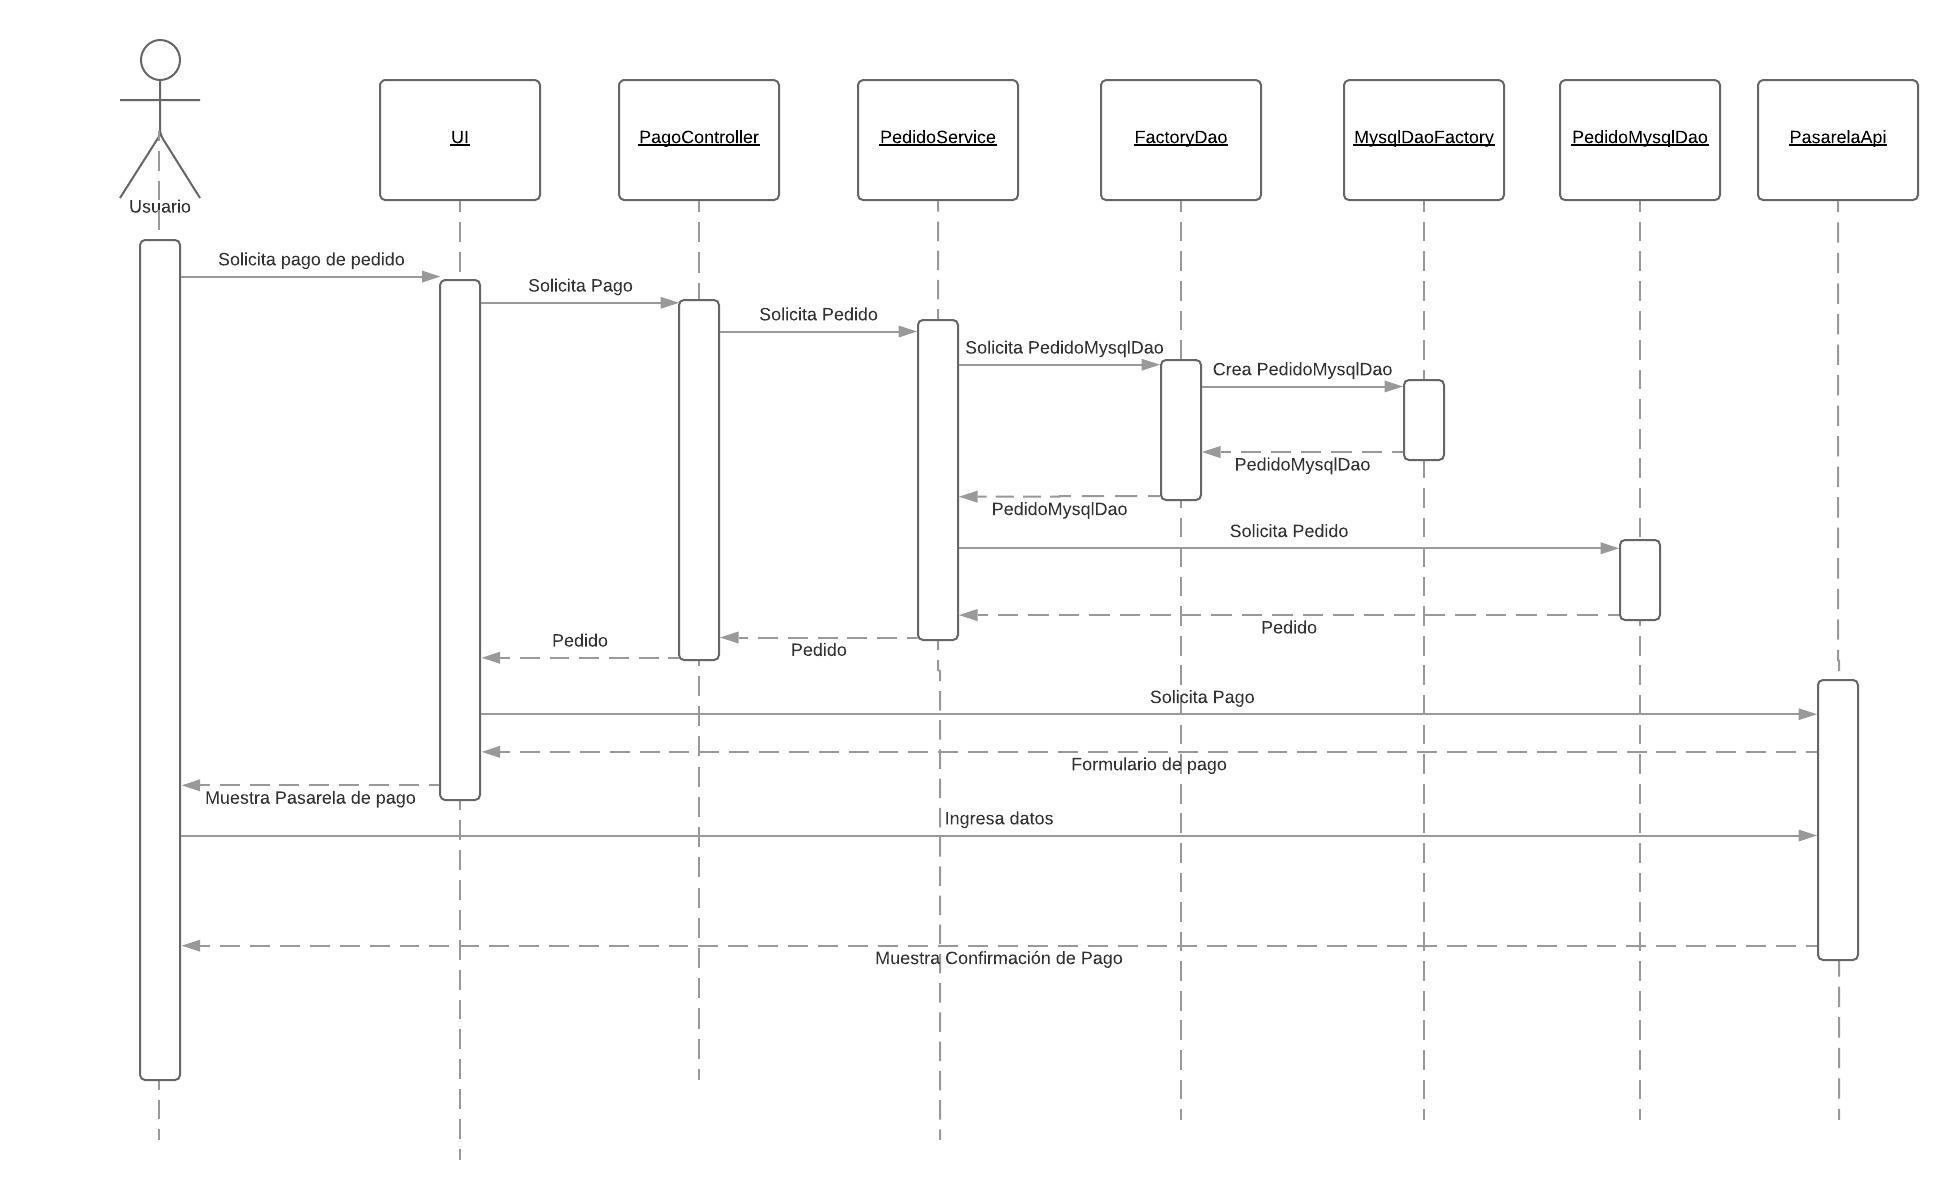 UI
PagoController
PedidoService
FactoryDao
MysqlDaoFactory
PedidoMysqlDao
PasarelaApi
Usuario
Solicita pago de pedido
Solicita Pago
Solicita Pedido
Solicita PedidoMysqlDao
Crea PedidoMysqlDao
PedidoMysqlDao
PedidoMysqlDao
Solicita Pedido
Pedido
Pedido
Pedido
Solicita Pago
Formulario de pago
Muestra Pasarela de pago
Ingresa datos
Muestra Confirmación de Pago